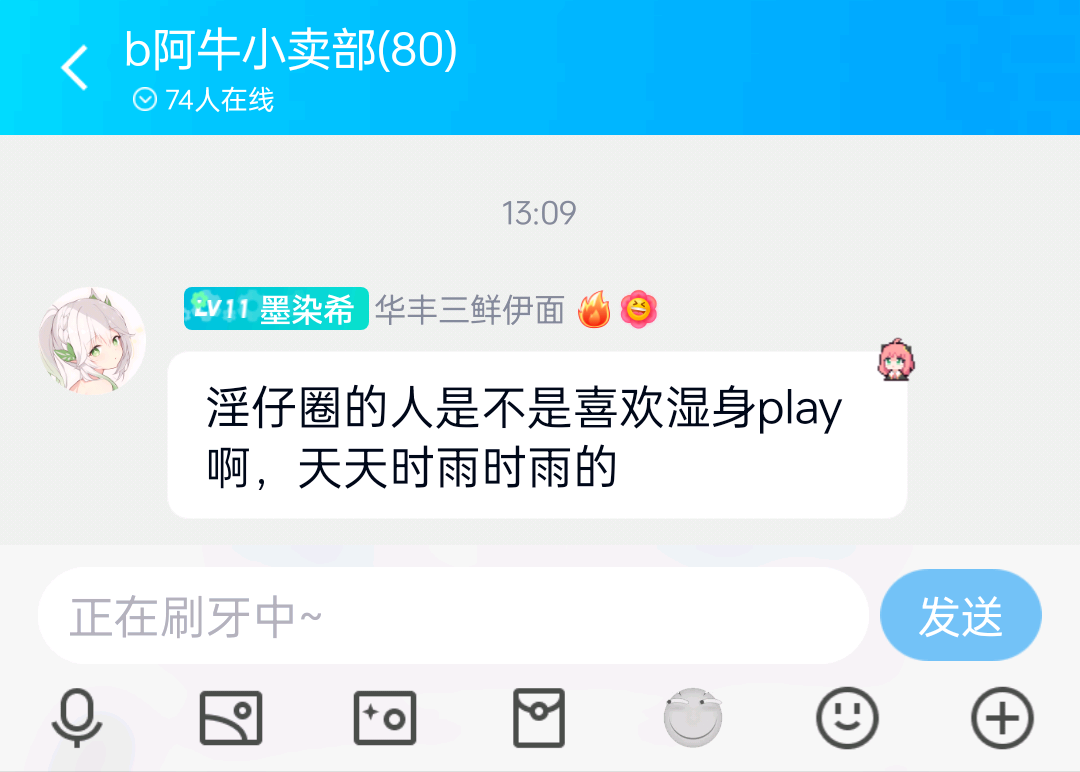 b阿牛小卖部(80)
74人在线
13:09
LV11 墨染希 华丰三鲜伊面
淫仔圈的人是不是喜欢湿身play
啊，天天时雨时雨的
正在刷牙中~
发送